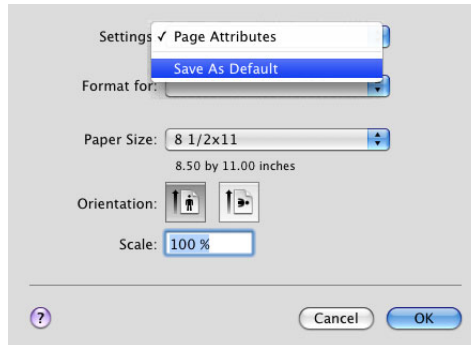 Settings ✓ Page Attributes
Save As Default
Format for:
Paper Size: 8 1/2x11
8.50 by 11.00 inches
Orientation:
Scale: 100 %
? Cancel OK